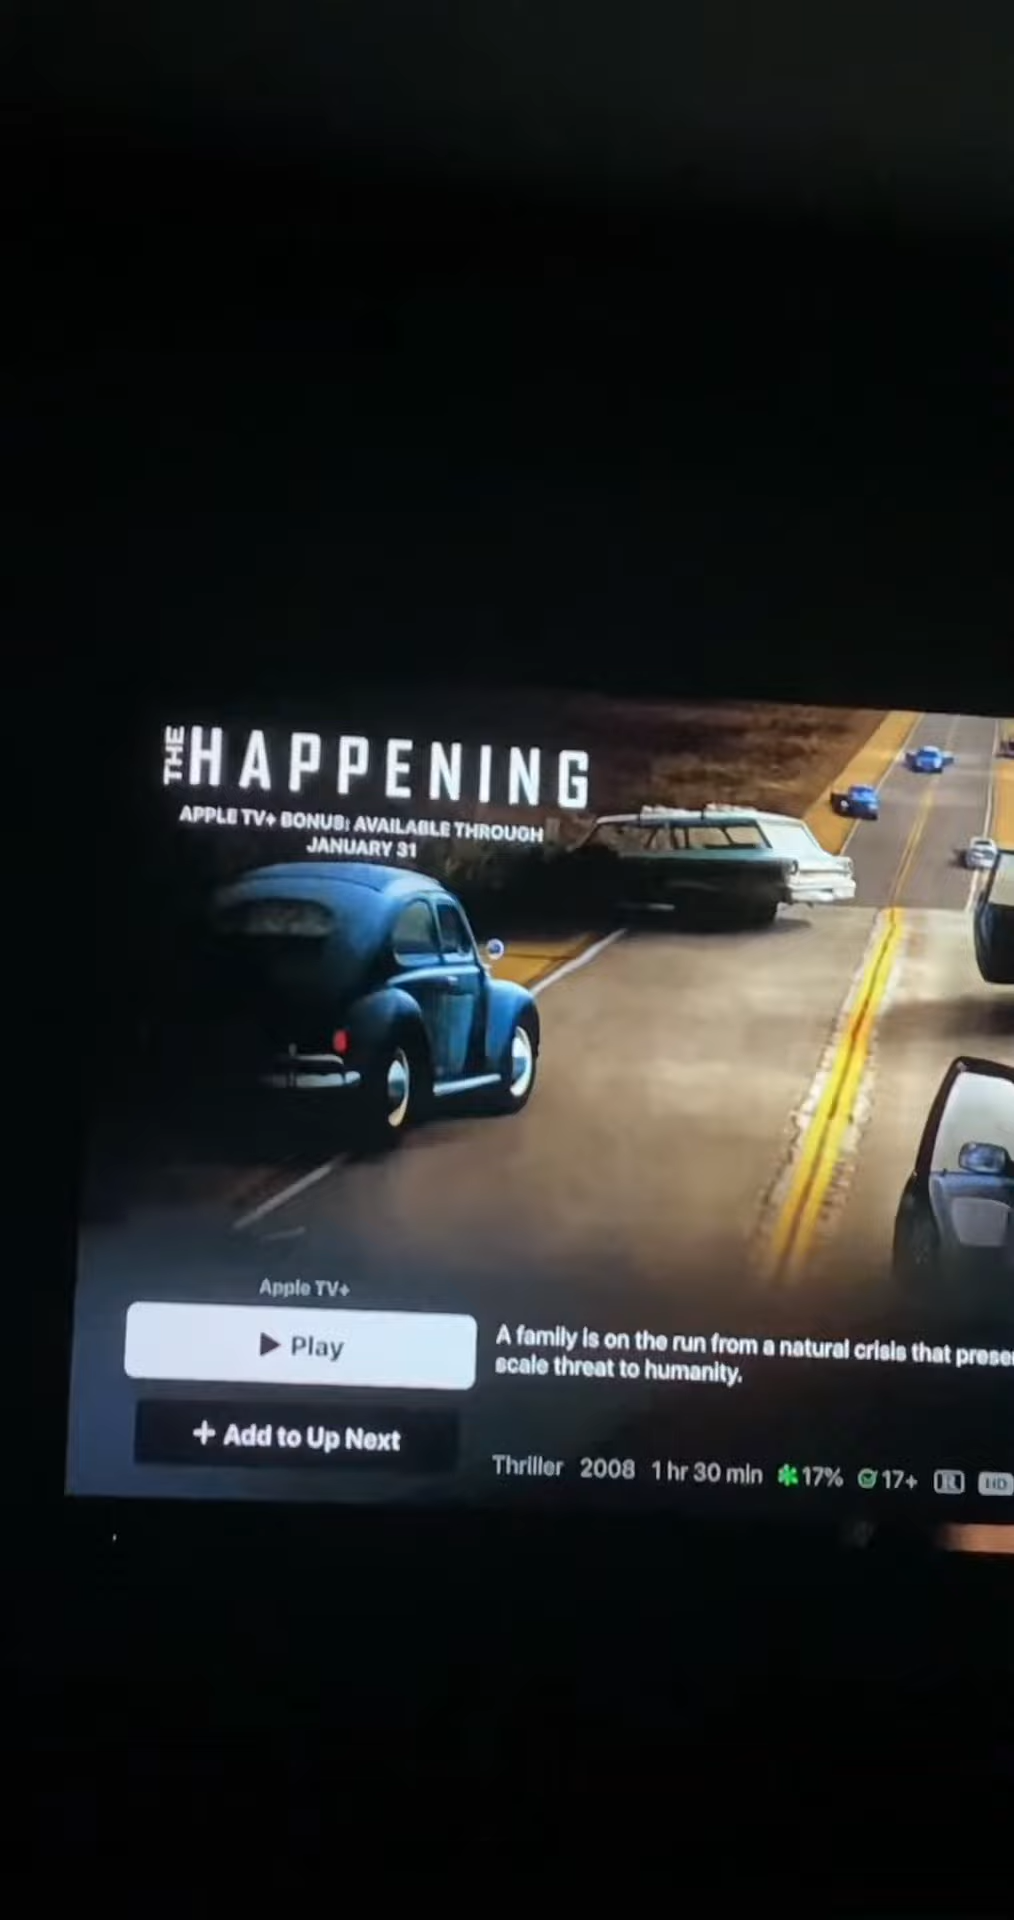 THE HAPPENING
APPLE TV+ BONUS: AVAILABLE THROUGH
JANUARY 31
Apple TV+
Play
+ Add to Up Next
A family is on the run from a natural crisis that
scale threat to humanity.
Thriller 2008 1 hr 30 min 17% 17+ R HD